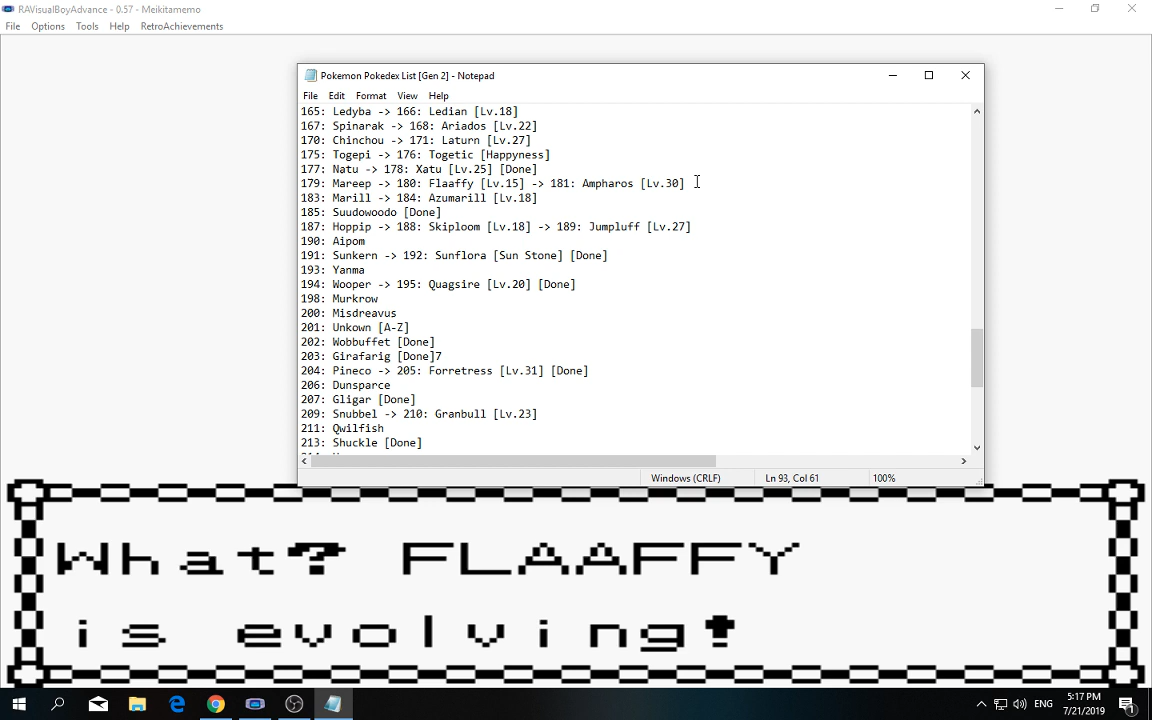 RAVisualBoyAdvance - 0.57 - Meikitamemo
File Options Tools Help RetroAchievements
Pokemon Pokedex List [Gen 2] - Notepad
File Edit Format View Help
165: Ledyba -> 166: Ledian [Lv.18]
167: Spinarak -> 168: Ariados [Lv.22]
170: Chinchou -> 171: Laturn [Lv.27]
175: Togepi -> 176: Togetic [Happyness]
177: Natu -> 178: Xatu [Lv.25] [Done]
179: Mareep -> 180: Flaaffy [Lv.15] -> 181: Ampharos [Lv.30]
183: Marill -> 184: Azumarill [Lv.18]
185: Suudowoodo [Done]
187: Hoppip -> 188: Skiploom [Lv.18] -> 189: Jumpluff [Lv.27]
190: Aipom
191: Sunkern -> 192: Sunflora [Sun Stone] [Done]
193: Yanma
194: Wooper -> 195: Quagsire [Lv.20] [Done]
198: Murkrow
200: Misdreavus
201: Unkown [A-Z]
202: Wobbuffet [Done]
203: Girafarig [Done]7
204: Pineco -> 205: Forretress [Lv.31] [Done]
206: Dunsparce
207: Gligar [Done]
209: Snubbel -> 210: Granbull [Lv.23]
211: Qwilfish
213: Shuckle [Done]
Windows (CRLF) Ln 93, Col 61 100%
What? FLAAFFY
is evolving!
ENG 5:17 PM
7/21/2019 1